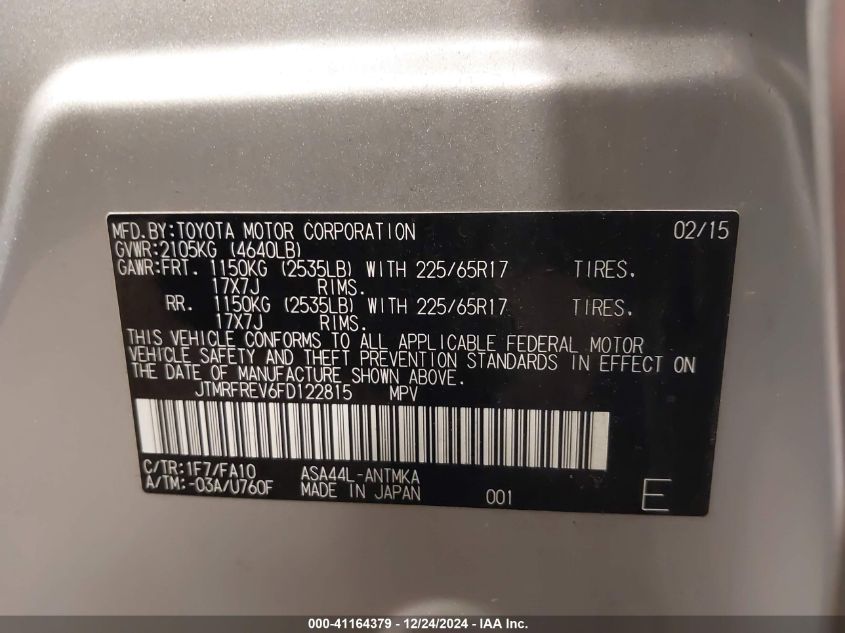 MFD.BY:TOYOTA MOTOR CORPORATION 02/15
GVWR:2105KG (4640LB)
GAWR:FRT. 1150KG (2535LB) WITH 225/65R17 TIRES,
17X7J RIMS.
RR. 1150KG (2535LB) WITH 225/65R17 TIRES,
17X7J RIMS.
THIS VEHICLE CONFORMS TO ALL APPLICABLE FEDERAL MOTOR
VEHICLE SAFETY AND THEFT PREVENTION STANDARDS IN EFFECT ON
THE DATE OF MANUFACTURE SHOWN ABOVE.
JTMRFREV6FD122815 MPV
C/TR:1F7/FA10 ASA44L-ANTMKA
A/TM:-03A/U760F MADE IN JAPAN 001 E
000-41164379 - 12/24/2024 - IAA Inc.